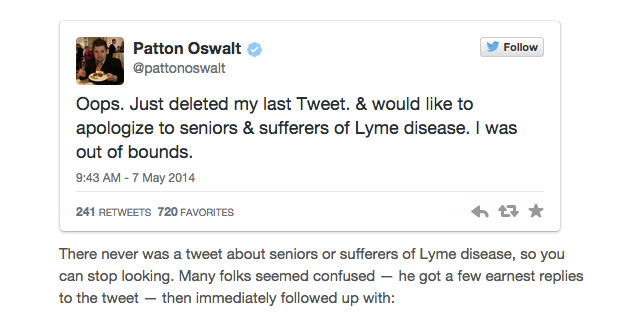 Patton Oswalt
@pattonoswalt
Follow
Oops. Just deleted my last Tweet. & would like to
apologize to seniors & sufferers of Lyme disease. I was
out of bounds.
9:43 AM - 7 May 2014
241 RETWEETS 720 FAVORITES
There never was a tweet about seniors or sufferers of Lyme disease, so you
can stop looking. Many folks seemed confused — he got a few earnest replies
to the tweet — then immediately followed up with: